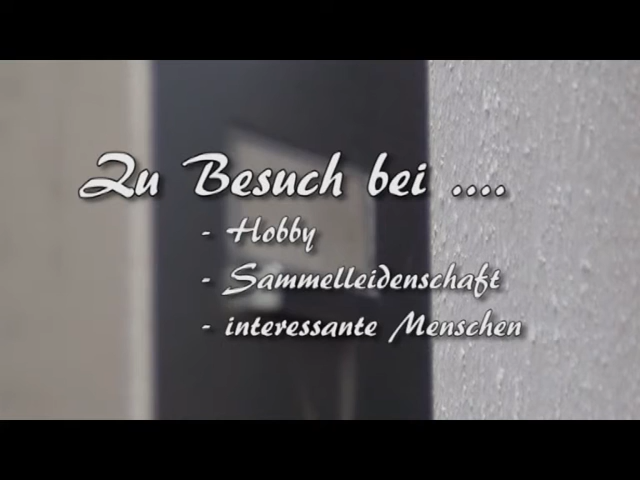 Zu Besuch bei ....
- Hobby
- Sammelleidenschaft
- interessante Menschen